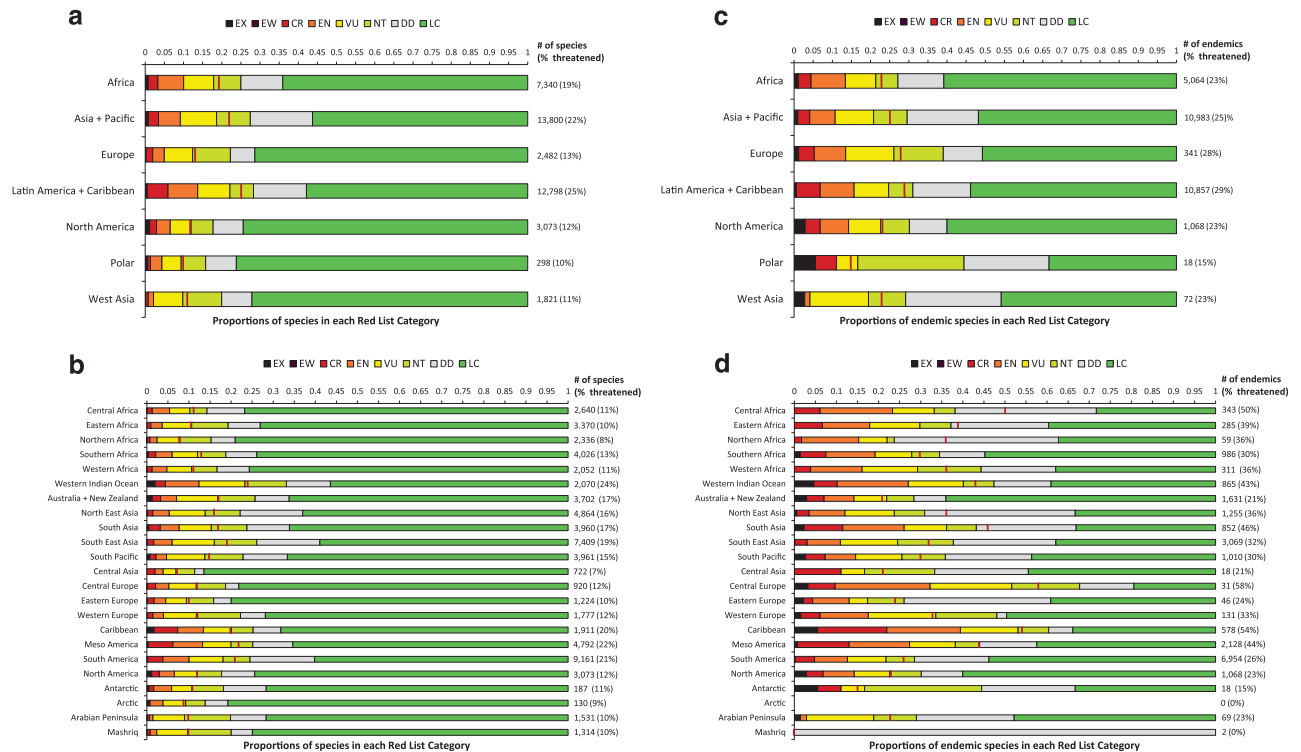 a
EX EW CR EN VU NT DD LC
0 0.05 0.1 0.15 0.2 0.25 0.3 0.35 0.4 0.45 0.5 0.55 0.6 0.65 0.7 0.75 0.8 0.85 0.9 0.95 1
# of species
(% threatened)
Africa 7,340 (19%)
Asia + Pacific 13,800 (22%)
Europe 2,482 (13%)
Latin America + Caribbean 12,798 (25%)
North America 3,073 (12%)
Polar 298 (10%)
West Asia 1,821 (11%)
Proportions of species in each Red List Category
b
EX EW CR EN VU NT DD LC
0 0.05 0.1 0.15 0.2 0.25 0.3 0.35 0.4 0.45 0.5 0.55 0.6 0.65 0.7 0.75 0.8 0.85 0.9 0.95 1
# of species
(% threatened)
Central Africa 2,640 (11%)
Eastern Africa 3.370 (10%)
Northern Africa 2,336 (8%)
Southern Africa 4,026 (13%)
Western Africa 2,052 (11%)
Western Indian Ocean 2,070 (24%)
Australia + New Zealand 3,702 (17%)
North East Asia 4,864 (16%)
South Asia 3,960 (17%)
South East Asia 7,409 (19%)
South Pacific 3,961 (15%)
Central Asia 722 (7%)
Central Europe 920 (12%)
Eastern Europe 1,224 (10%)
Western Europe 1,777 (12%)
Caribbean 1,911 (20%)
Meso America 4,792 (22%)
South America 9,161 (21%)
North America 3,073 (12%)
Antarctic 187 (11%)
Arctic 130 (9%)
Arabian Peninsula 1,531 (10%)
Mashriq 1,314 (10%)
Proportions of species in each Red List Category
c
EX EW CR EN VU NT DD LC
0 0.05 0.1 0.15 0.2 0.25 0.3 0.35 0.4 0.45 0.5 0.55 0.6 0.65 0.7 0.75 0.8 0.85 0.9 0.95 1
# of endemics
(% threatened)
Africa 5,064 (23%)
Asia + Pacific 10,983 (25)%
Europe 341 (28%)
Latin America + Caribbean 10,857 (29%)
North America 1,068 (23%)
Polar 18 (15%)
West Asia 72 (23%)
Proportions of endemic species in each Red List Category
d
EX EW CR EN VU NT DD LC
0 0.05 0.1 0.15 0.2 0.25 0.3 0.35 0.4 0.45 0.5 0.55 0.6 0.65 0.7 0.75 0.8 0.85 0.9 0.95 1
# of endemics
(% threatened)
Central Africa 343 (50%)
Eastern Africa 285 (39%)
Northern Africa 59 (36%)
Southern Africa 986 (30%)
Western Africa 311 (36%)
Western Indian Ocean 865 (43%)
Australia + New Zealand 1,631 (21%)
North East Asia 1,255 (36%)
South Asia 852 (46%)
South East Asia 3,069 (32%)
South Pacific 1,010 (30%)
Central Asia 18 (21%)
Central Europe 31 (58%)
Eastern Europe 46 (24%)
Western Europe 131 (33%)
Caribbean 578 (54%)
Meso America 2,128 (44%)
South America 6,954 (26%)
North America 1,068 (23%)
Antarctic 18 (15%)
Arctic 0 (0%)
Arabian Peninsula 69 (23%)
Mashriq 2 (0%)
Proportions of endemic species in each Red List Category